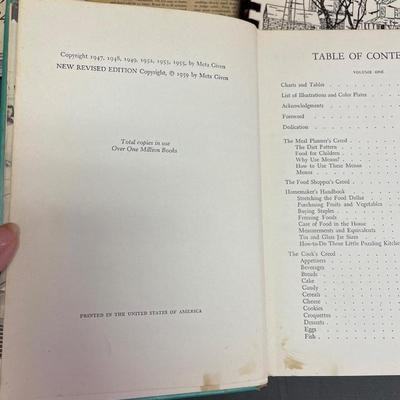 Copyright 1947, 1948, 1949, 1952, 1953, 1955, by Meta Given
NEW REVISED EDITION Copyright, © 1959 by Meta Given
Total copies in use
Over One Million Books
PRINTED IN THE UNITED STATES OF AMERICA
TABLE OF CONTE
VOLUME ONE
Charts and Tables
List of Illustrations and Color Plates
Acknowledgments
Foreword
Dedication
The Meal Planner's Creed
The Diet Pattern
Food for Children
Why Use Menus?
How to Use These Menus
Menus
The Food Shopper's Creed
Homemaker's Handbook
Stretching the Food Dollar
Purchasing Fruits and Vegetables
Buying Staples
Freezing Foods
Care of Food in the House
Measurements and Equivalents
Tin and Glass Jar Sizes
How-to-Do Those Little Puzzling Kitchen
The Cook's Creed
Appetizers
Beverages
Breads
Cake
Candy
Cereals
Cheese
Cookies
Croquettes
Desserts
Eggs
Fish